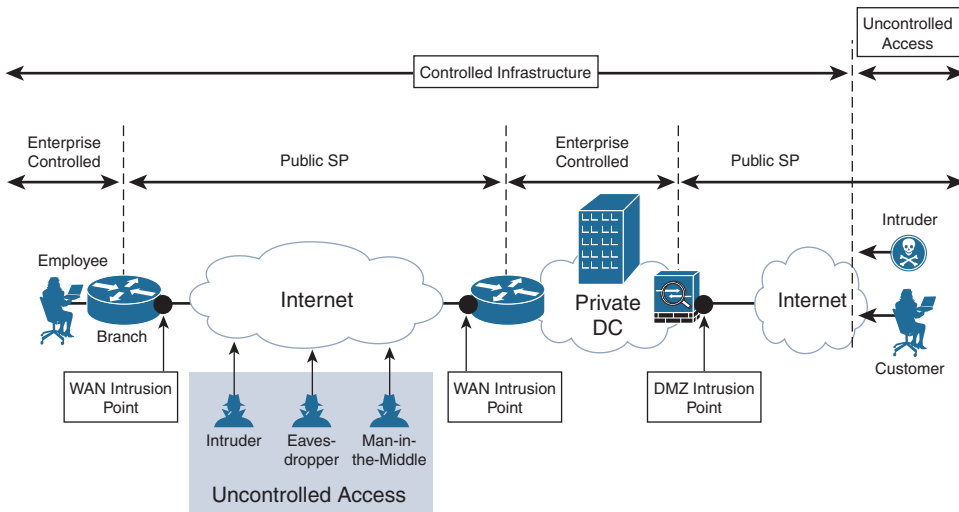 Uncontrolled
Access
Controlled Infrastructure
Enterprise
Controlled
Public SP
Enterprise
Controlled
Public SP
Intruder
Employee
Internet
Private
DC
Internet
Branch
Customer
WAN Intrusion
Point
WAN Intrusion
Point
DMZ Intrusion
Point
Intruder
Eaves-
dropper
Man-in-
the-Middle
Uncontrolled Access